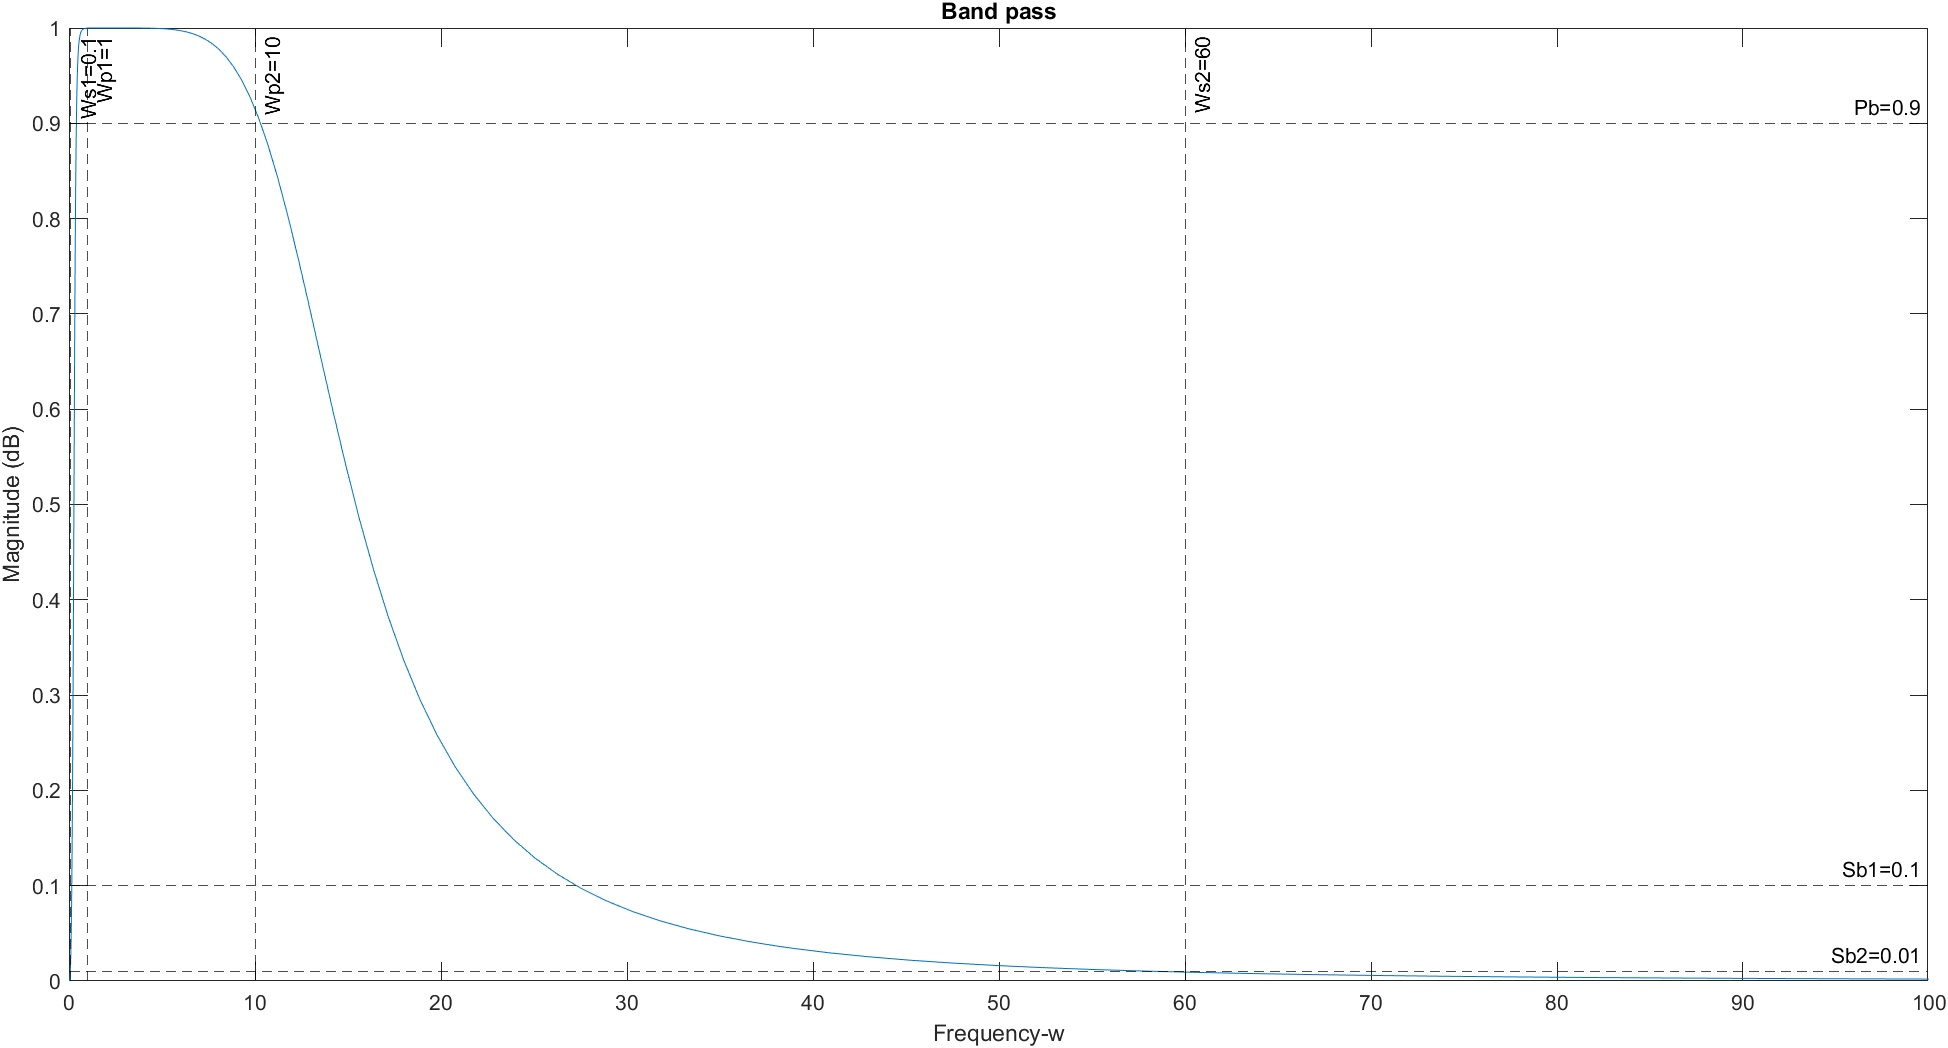 Band pass
1
0.9
0.8
0.7
0.6
0.5
0.4
0.3
0.2
0.1
0
Magnitude (dB)
Ws1=0.1
Wp1=1
Wp2=10
Ws2=60
Pb=0.9
Sb1=0.1
Sb2=0.01
0 10 20 30 40 50 60 70 80 90 100
Frequency-w